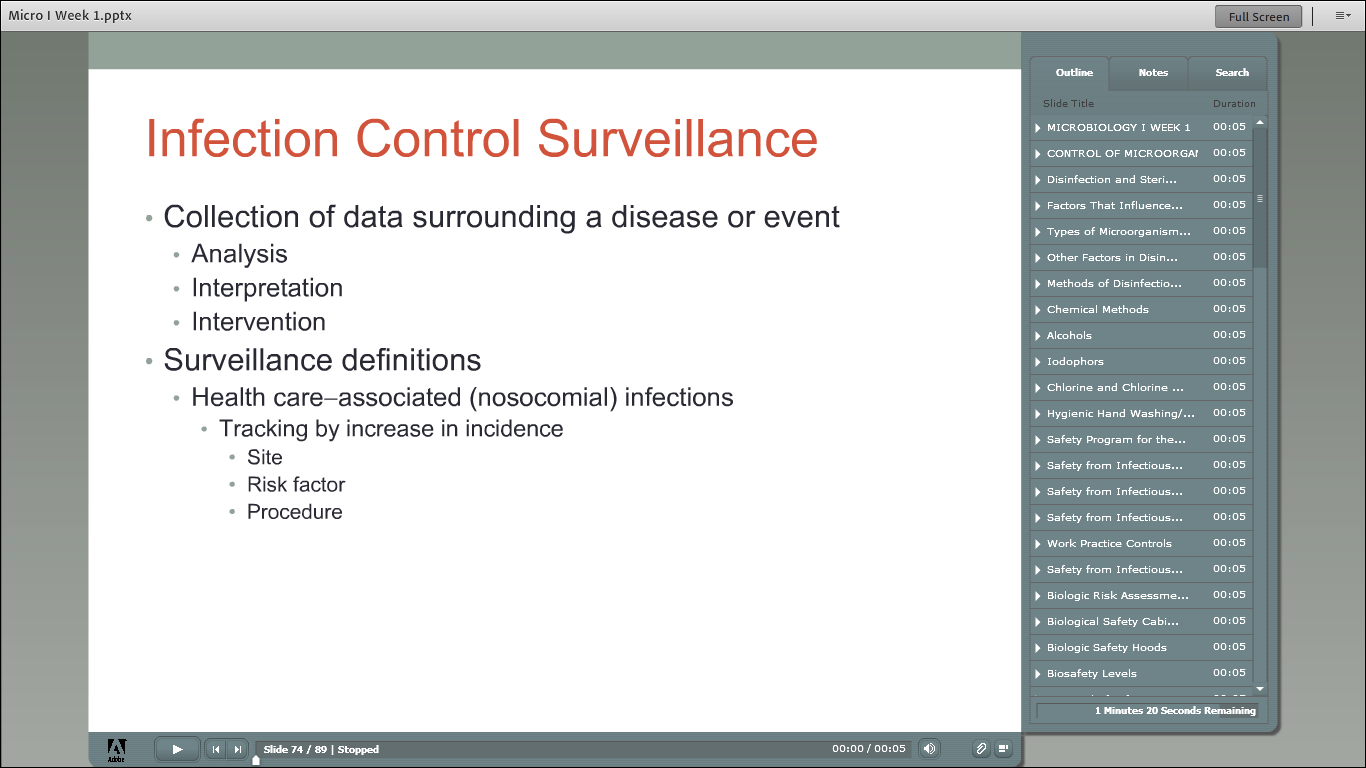 Micro I Week 1.pptx
Full Screen
Infection Control Surveillance
• Collection of data surrounding a disease or event
• Analysis
• Interpretation
• Intervention
• Surveillance definitions
• Health care–associated (nosocomial) infections
• Tracking by increase in incidence
• Site
• Risk factor
• Procedure
Outline Notes Search
Slide Title Duration
MICROBIOLOGY I WEEK 1 00:05
CONTROL OF MICROORGAN 00:05
Disinfection and Steri... 00:05
Factors That Influence... 00:05
Types of Microorganism... 00:05
Other Factors in Disin... 00:05
Methods of Disinfectio... 00:05
Chemical Methods 00:05
Alcohols 00:05
Iodophors 00:05
Chlorine and Chlorine ... 00:05
Hygienic Hand Washing/... 00:05
Safety Program for the... 00:05
Safety from Infectious... 00:05
Safety from Infectious... 00:05
Safety from Infectious... 00:05
Work Practice Controls 00:05
Safety from Infectious... 00:05
Biologic Risk Assessme... 00:05
Biological Safety Cabi... 00:05
Biologic Safety Hoods 00:05
Biosafety Levels 00:05
1 Minutes 20 Seconds Remaining
Adobe
Slide 74 / 89 | Stopped 00:00 / 00:05